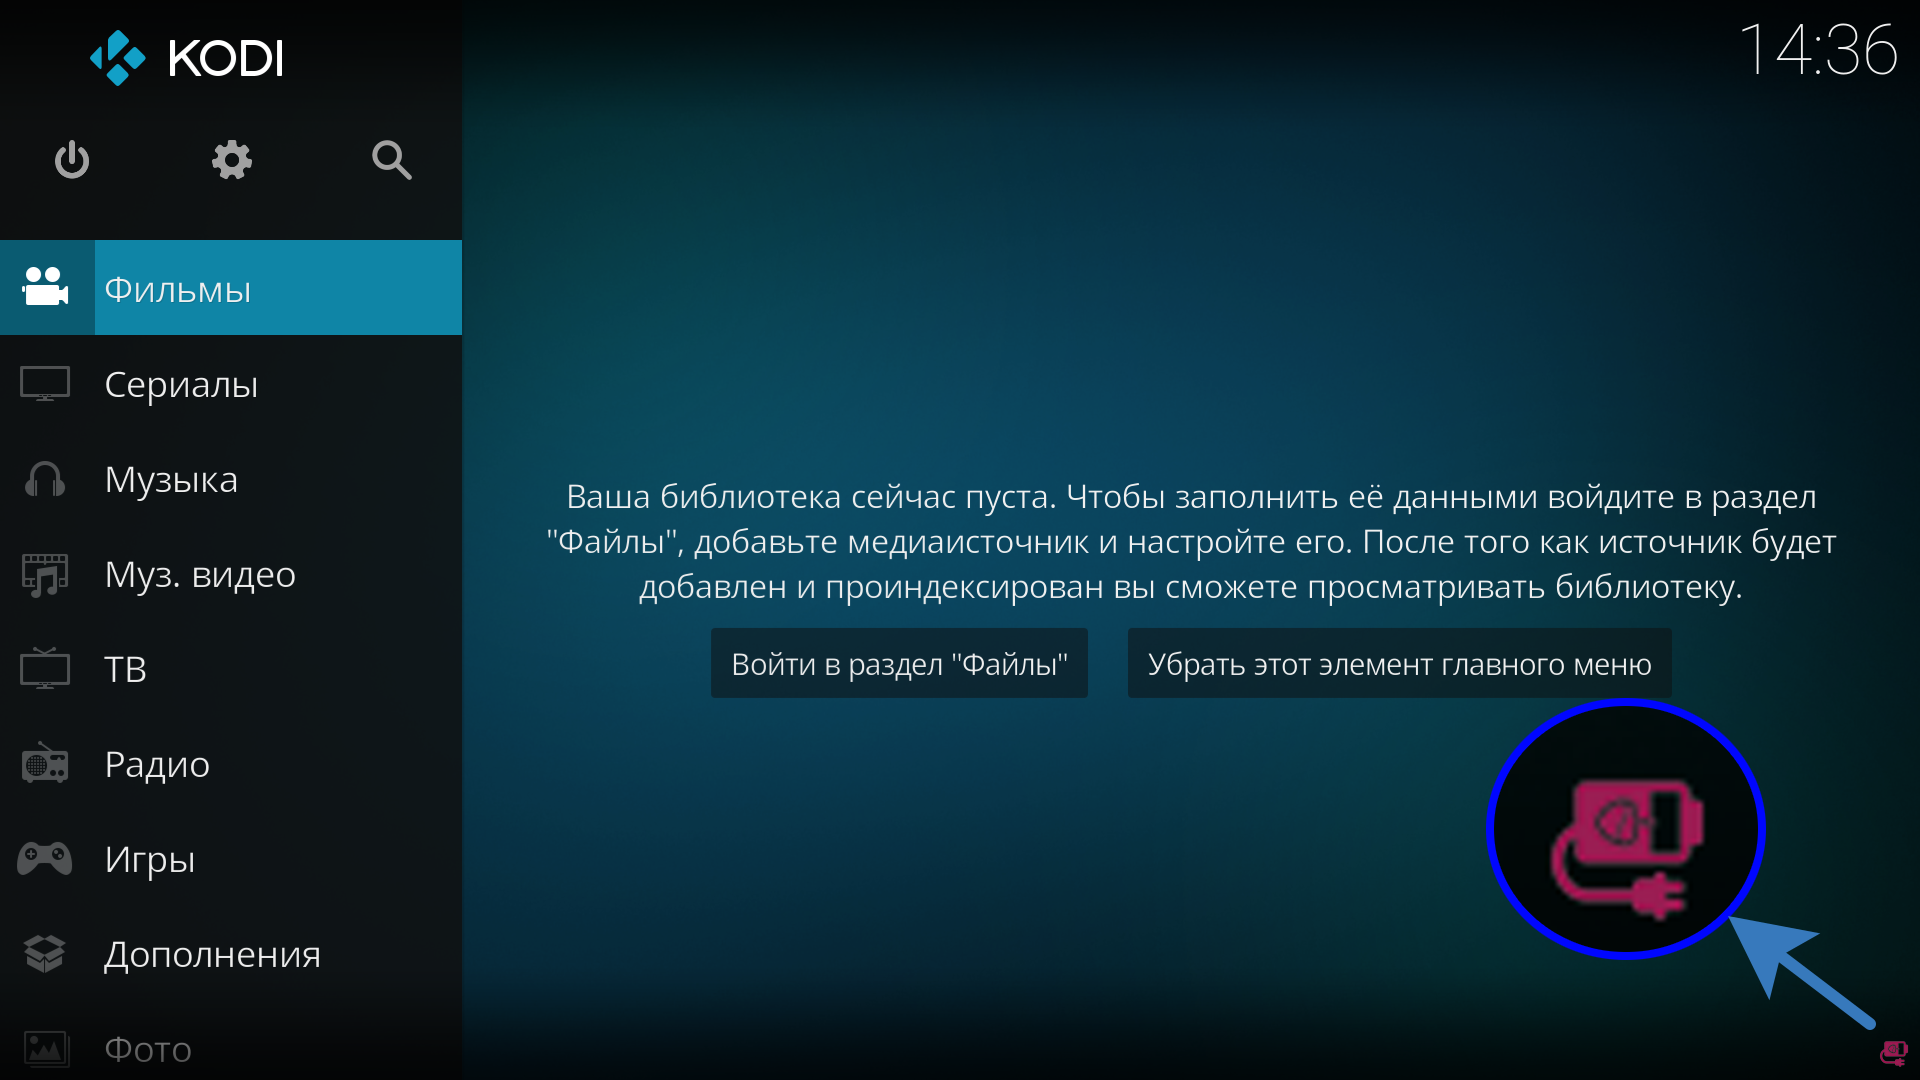 KODI
14:36
Фильмы
Сериалы
Музыка
Муз. видео
ТВ
Радио
Игры
Дополнения
Фото
Ваша библиотека сейчас пуста. Чтобы заполнить её данными войдите в раздел
"Файлы", добавьте медиаисточник и настройте его. После того как источник будет
добавлен и проиндексирован вы сможете просматривать библиотеку.
Войти в раздел "Файлы"
Убрать этот элемент главного меню